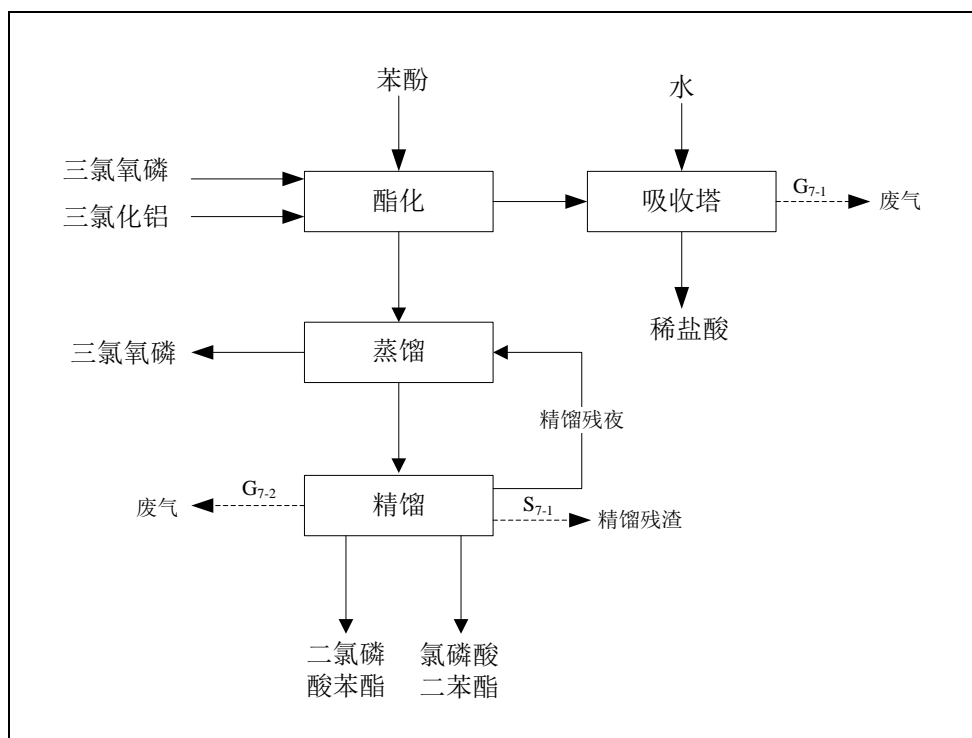 苯酚
水
三氯氧磷
三氯化铝
酯化
吸收塔
G7-1
废气
稀盐酸
三氯氧磷
蒸馏
精馏残夜
废气
G7-2
精馏
S7-1
精馏残渣
二氯磷
酸苯酯
氯磷酸
二苯酯